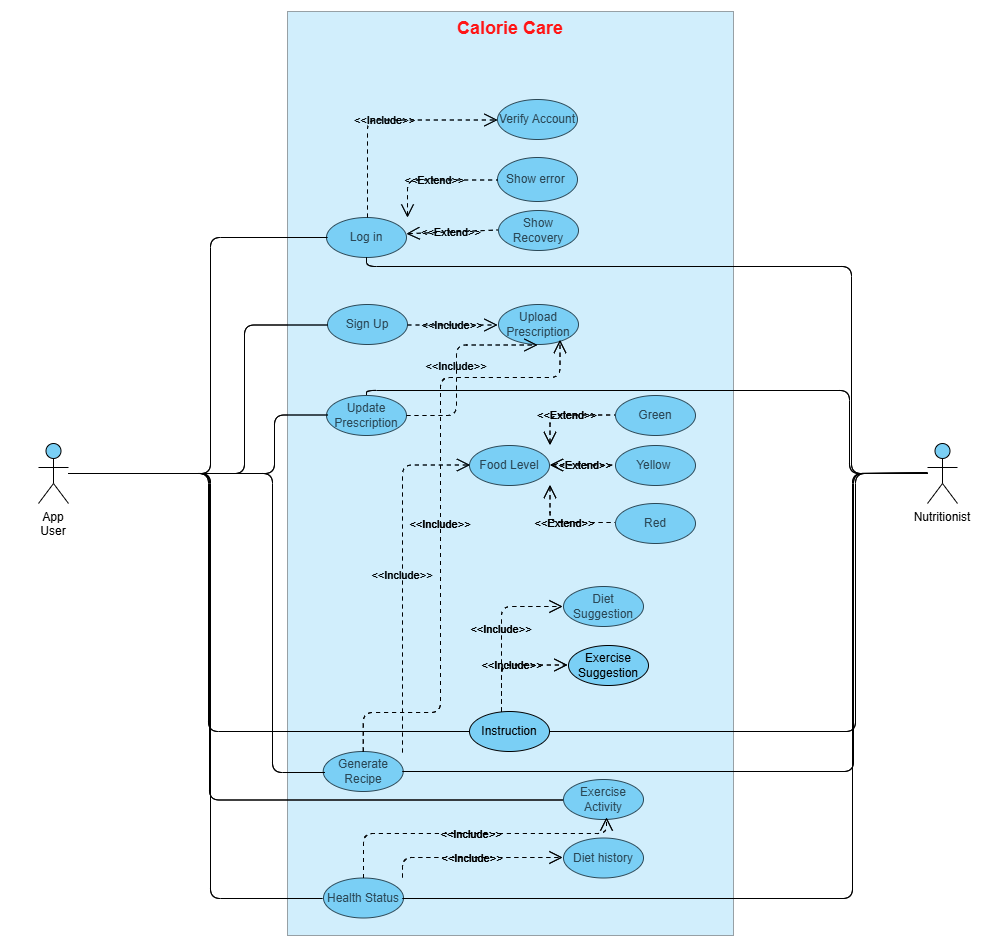 Calorie Care
<<Include>>
Verify Account
<<Extend>>
Show error
<<Extend>>
Show
Recovery
Log in
Sign Up
<<Include>>
Upload
Prescription
<<Include>>
Update
Prescription
<<Extend>>
Green
Food Level
<<Extend>>
Yellow
<<Extend>>
Red
App
User
Nutritionist
<<Include>>
<<Include>>
Diet
Suggestion
<<Include>>
<<Include>>
Exercise
Suggestion
Instruction
Generate
Recipe
Exercise
Activity
<<Include>>
<<Include>>
Diet history
Health Status